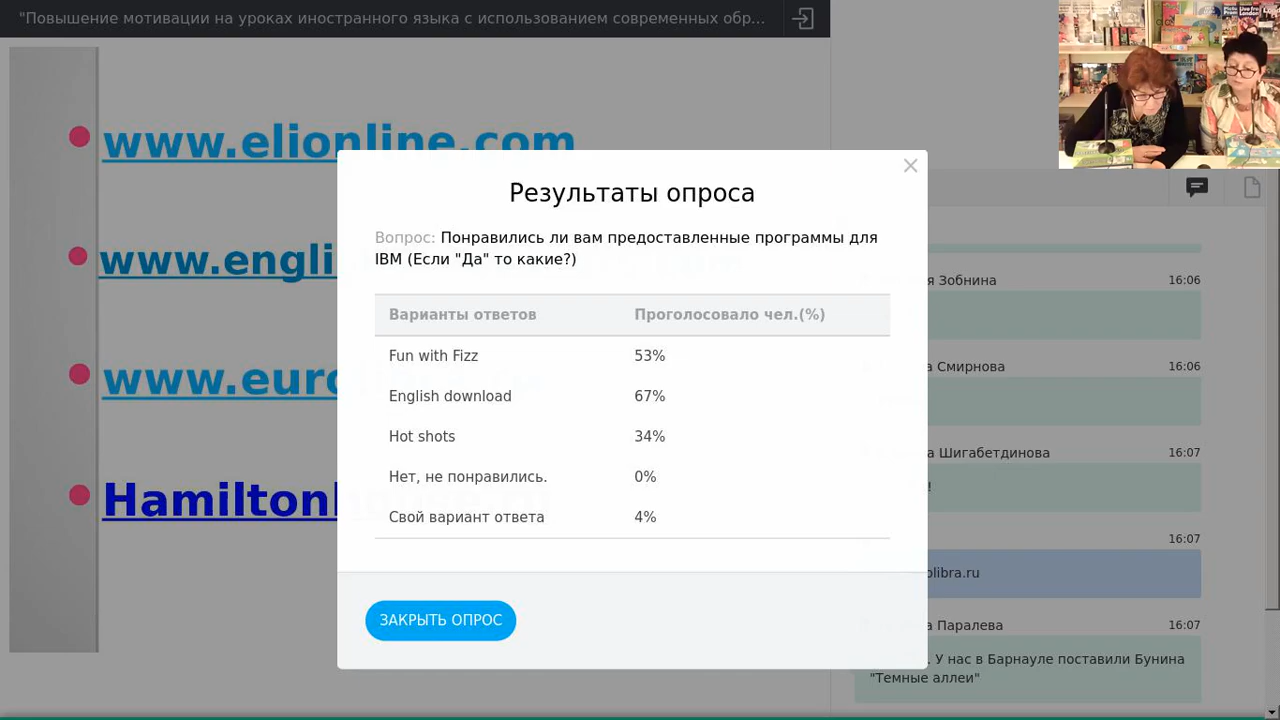 "Повышение мотивации на уроках иностранного языка с использованием современных обр...
www.elionline.com
www.engli
www.euro
Hamilton
Результаты опроса
Вопрос: Понравились ли вам предоставленные программы для
IBM (Если "Да" то какие?)
Варианты ответов Проголосовало чел.(%)
Fun with Fizz 53%
English download 67%
Hot shots 34%
Нет, не понравились. 0%
Свой вариант ответа 4%
ЗАКРЫТЬ ОПРОС
Зобнина 16:06
Смирнова 16:06
Шигабетдинова 16:07
!
16:07
olibra.ru
Паралева 16:07
. У нас в Барнауле поставили Бунина
"Темные аллеи"